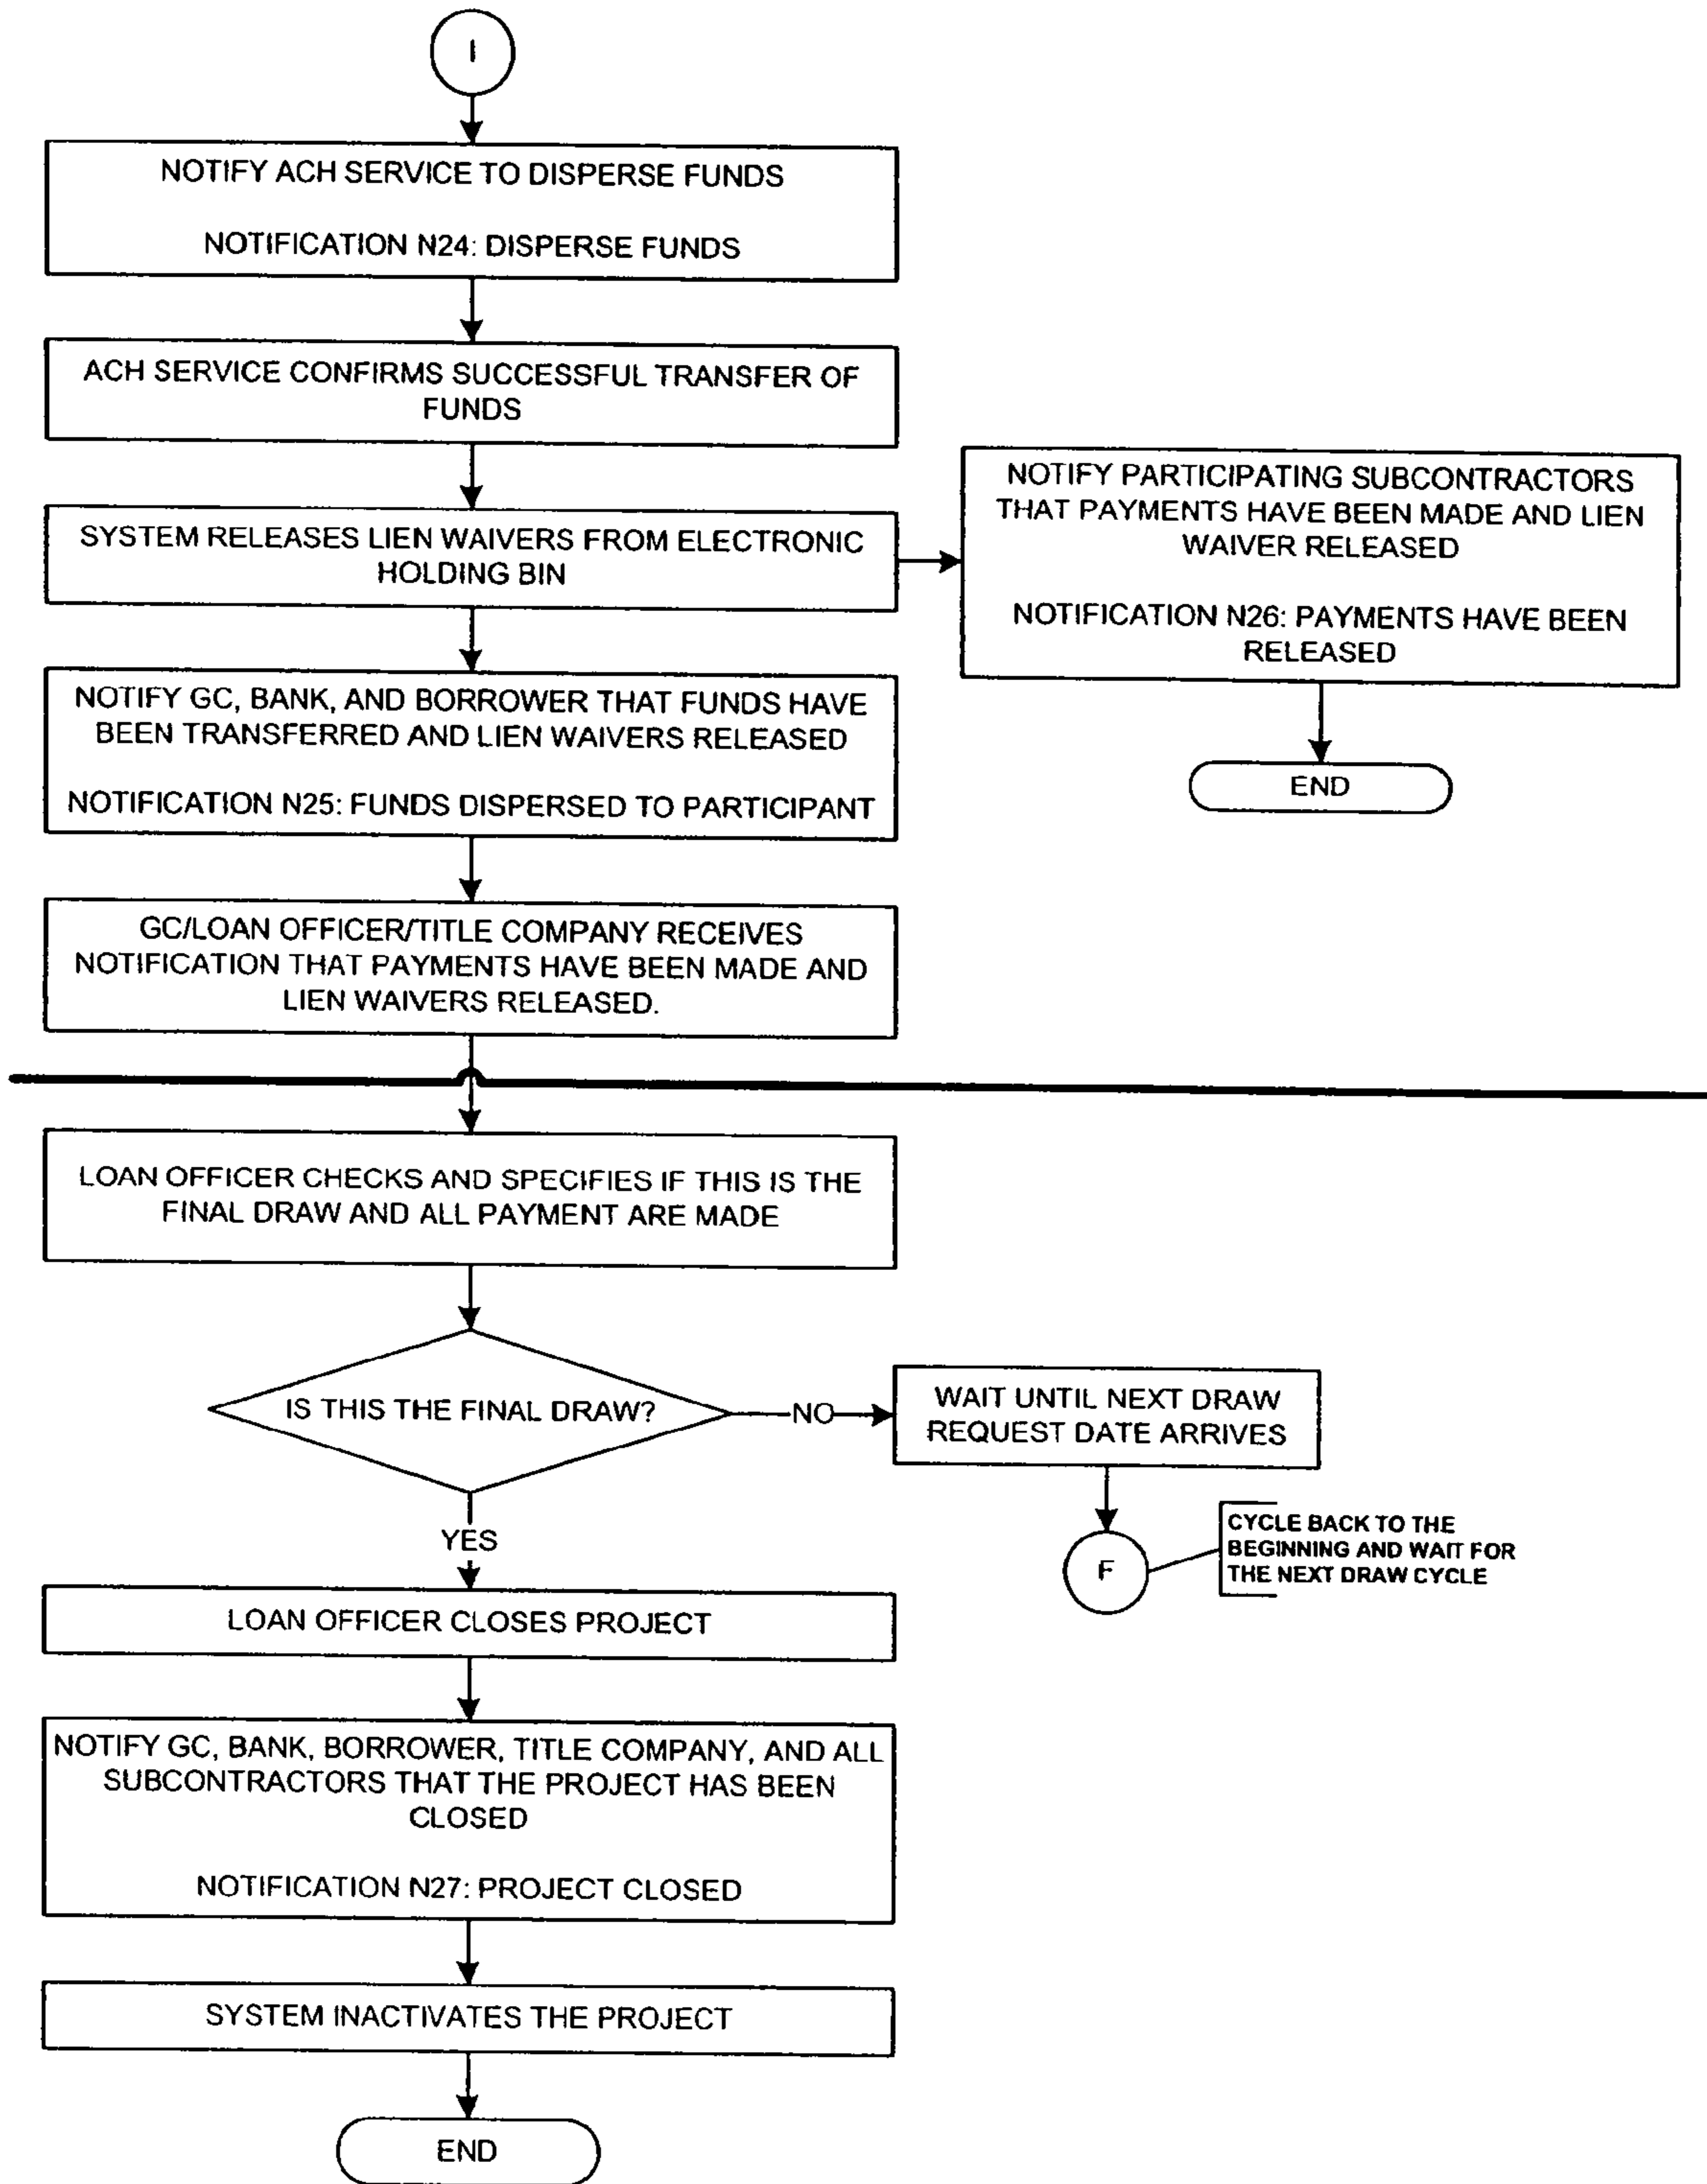 I
NOTIFY ACH SERVICE TO DISPERSE FUNDS
NOTIFICATION N24: DISPERSE FUNDS
ACH SERVICE CONFIRMS SUCCESSFUL TRANSFER OF
FUNDS
SYSTEM RELEASES LIEN WAIVERS FROM ELECTRONIC
HOLDING BIN
NOTIFY PARTICIPATING SUBCONTRACTORS
THAT PAYMENTS HAVE BEEN MADE AND LIEN
WAIVER RELEASED
NOTIFICATION N26: PAYMENTS HAVE BEEN
RELEASED
END
NOTIFY GC, BANK, AND BORROWER THAT FUNDS HAVE
BEEN TRANSFERRED AND LIEN WAIVERS RELEASED
NOTIFICATION N25: FUNDS DISPERSED TO PARTICIPANT
GC/LOAN OFFICER/TITLE COMPANY RECEIVES
NOTIFICATION THAT PAYMENTS HAVE BEEN MADE AND
LIEN WAIVERS RELEASED.
LOAN OFFICER CHECKS AND SPECIFIES IF THIS IS THE
FINAL DRAW AND ALL PAYMENT ARE MADE
IS THIS THE FINAL DRAW?
NO
WAIT UNTIL NEXT DRAW
REQUEST DATE ARRIVES
F
CYCLE BACK TO THE
BEGINNING AND WAIT FOR
THE NEXT DRAW CYCLE
YES
LOAN OFFICER CLOSES PROJECT
NOTIFY GC, BANK, BORROWER, TITLE COMPANY, AND ALL
SUBCONTRACTORS THAT THE PROJECT HAS BEEN
CLOSED
NOTIFICATION N27: PROJECT CLOSED
SYSTEM INACTIVATES THE PROJECT
END